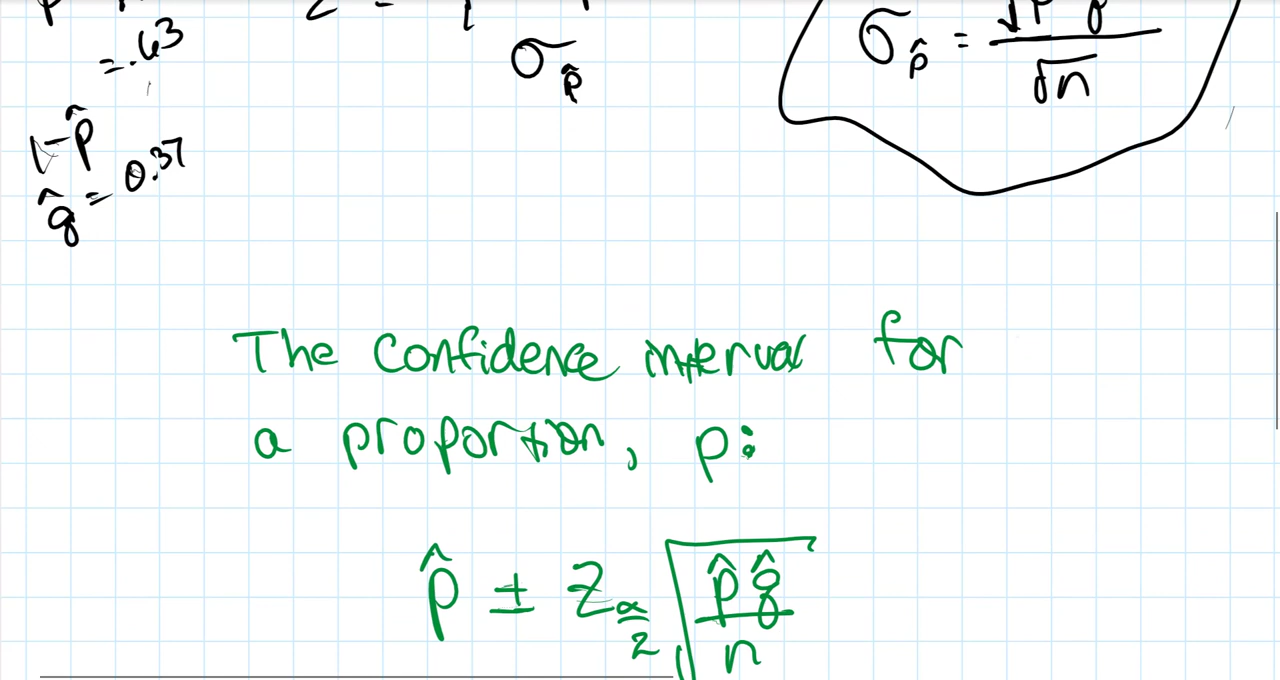 = .63
σ_p̂
σ_p̂ = √p q / √n
1-p̂
q̂ = 0.37
The confidence interval for
a proportion, p:
p̂ ± Z_α/2 √(p̂ q̂ / n)